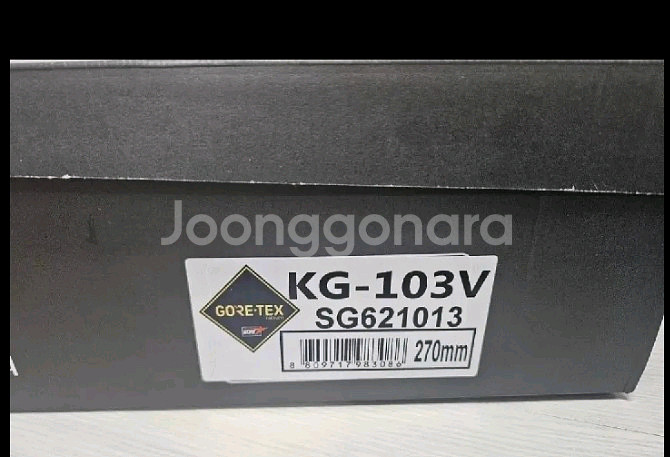 Joonggonara
KG-103V
GORE-TEX
SG621013
8 809717 983086
270mm